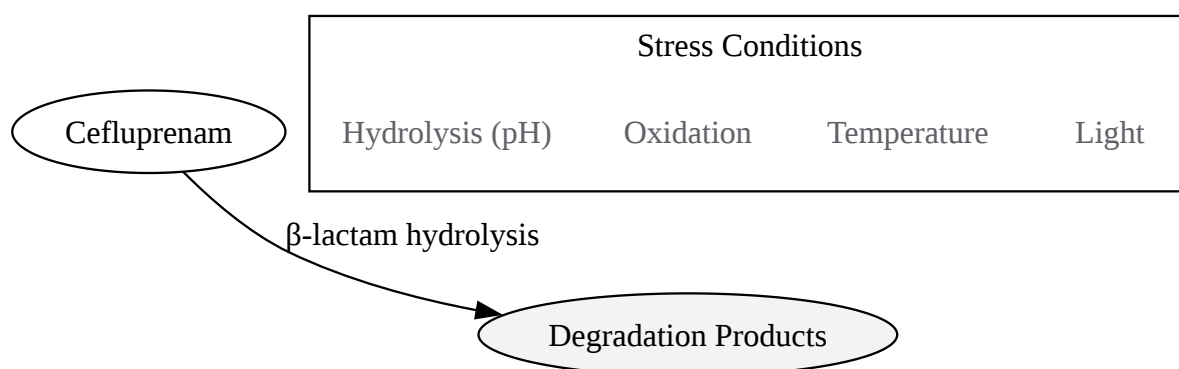 Stress Conditions
Cefluprenam
Hydrolysis (pH)
Oxidation
Temperature
Light
β-lactam hydrolysis
Degradation Products